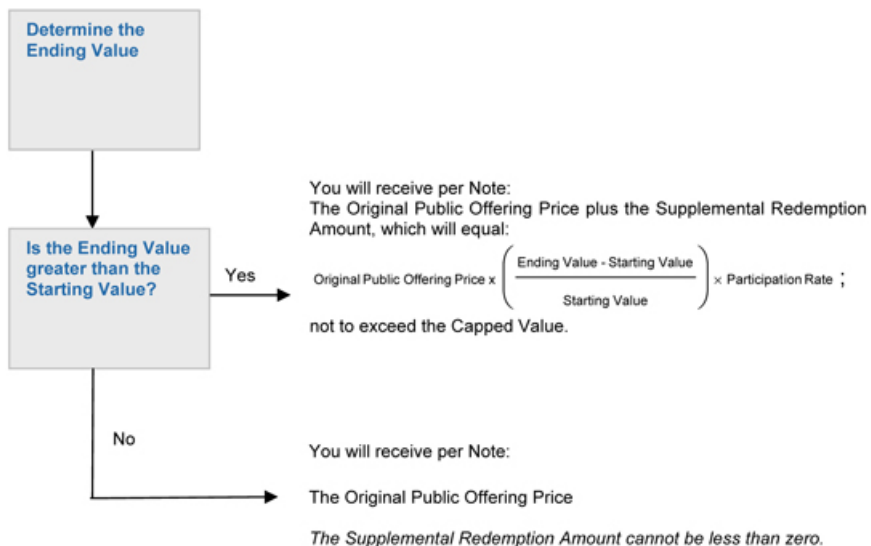 Determine the
Ending Value
You will receive per Note:
The Original Public Offering Price plus the Supplemental Redemption
Amount, which will equal:
Is the Ending Value
greater than the
Starting Value?
Yes
Original Public Offering Price x ( Ending Value - Starting Value
Starting Value ) × Participation Rate ;
not to exceed the Capped Value.
No
You will receive per Note:
The Original Public Offering Price
The Supplemental Redemption Amount cannot be less than zero.